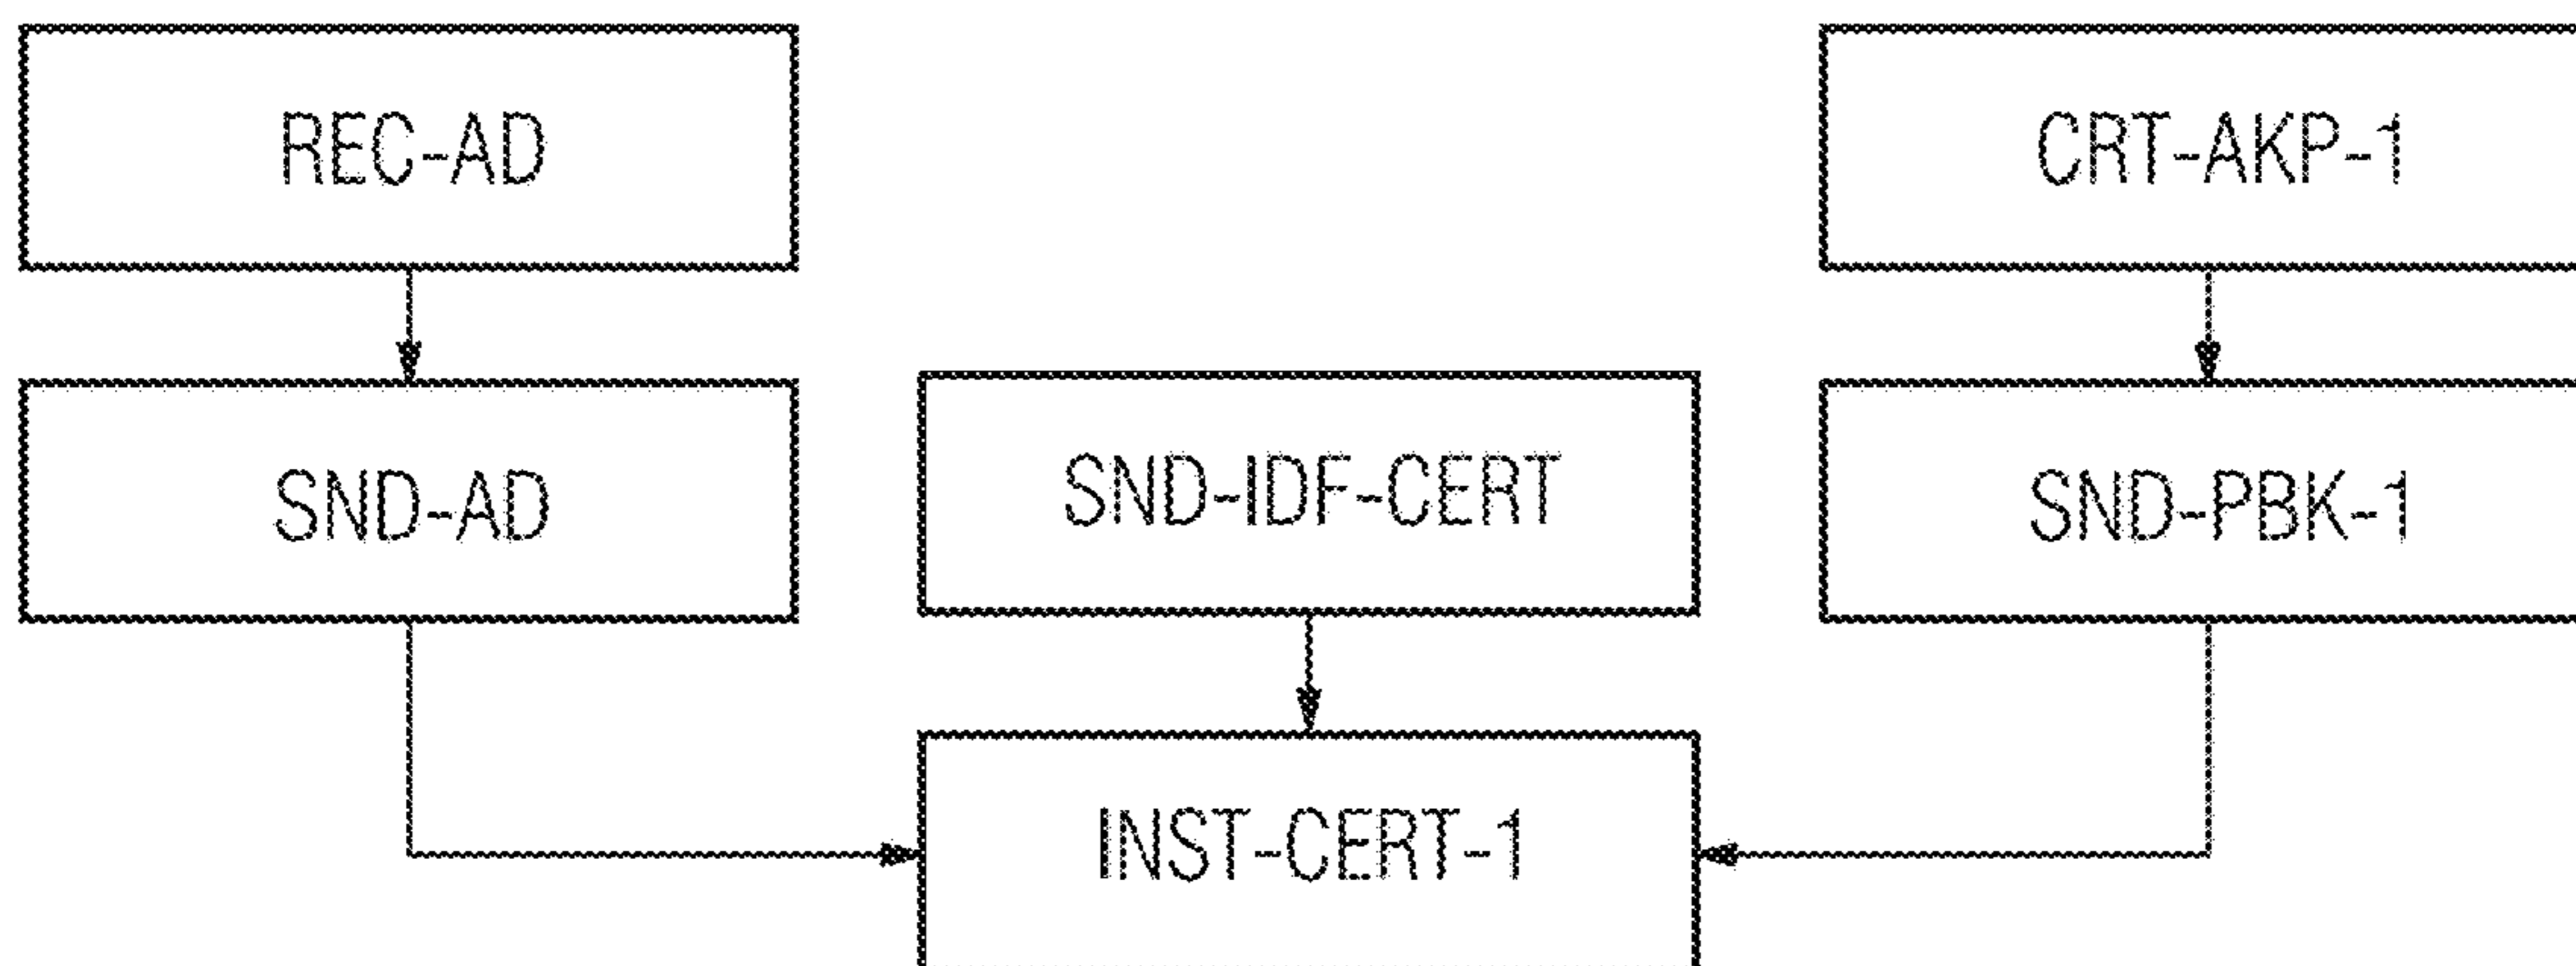 REC-AD
CRT-AKP-1
SND-AD
SND-IDF-CERT
SND-PBK-1
INST-CERT-1